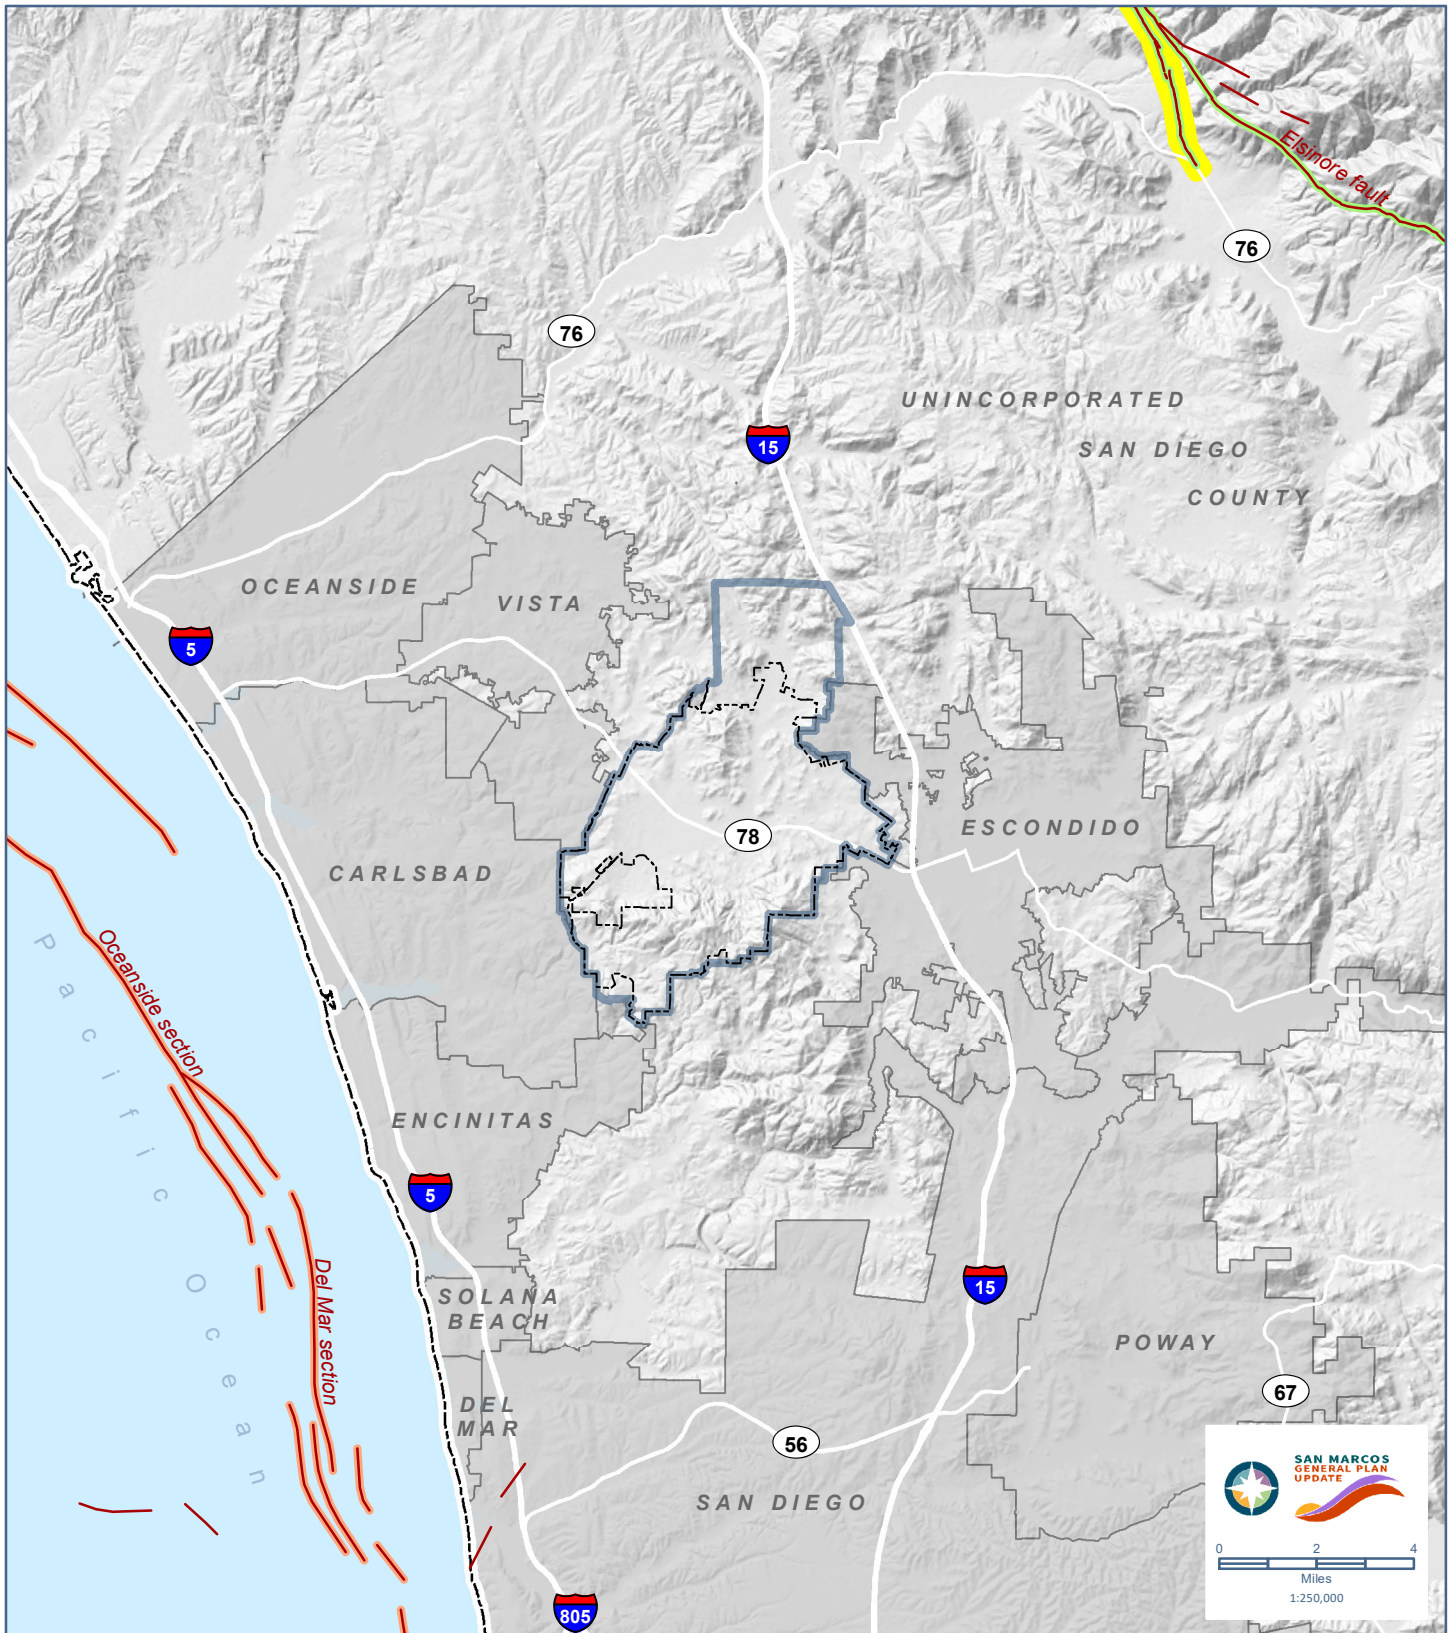 Elsinore fault
76
76
UNINCORPORATED
SAN DIEGO
COUNTY
15
OCEANSIDE
VISTA
5
78
ESCONDIDO
CARLSBAD
Pacific Ocean
Oceanside section
ENCINITAS
5
Del Mar section
SOLANA
BEACH
15
POWAY
67
DEL
MAR
56
SAN DIEGO
805
SAN MARCOS
GENERAL PLAN
UPDATE
0 2 4
Miles
1:250,000